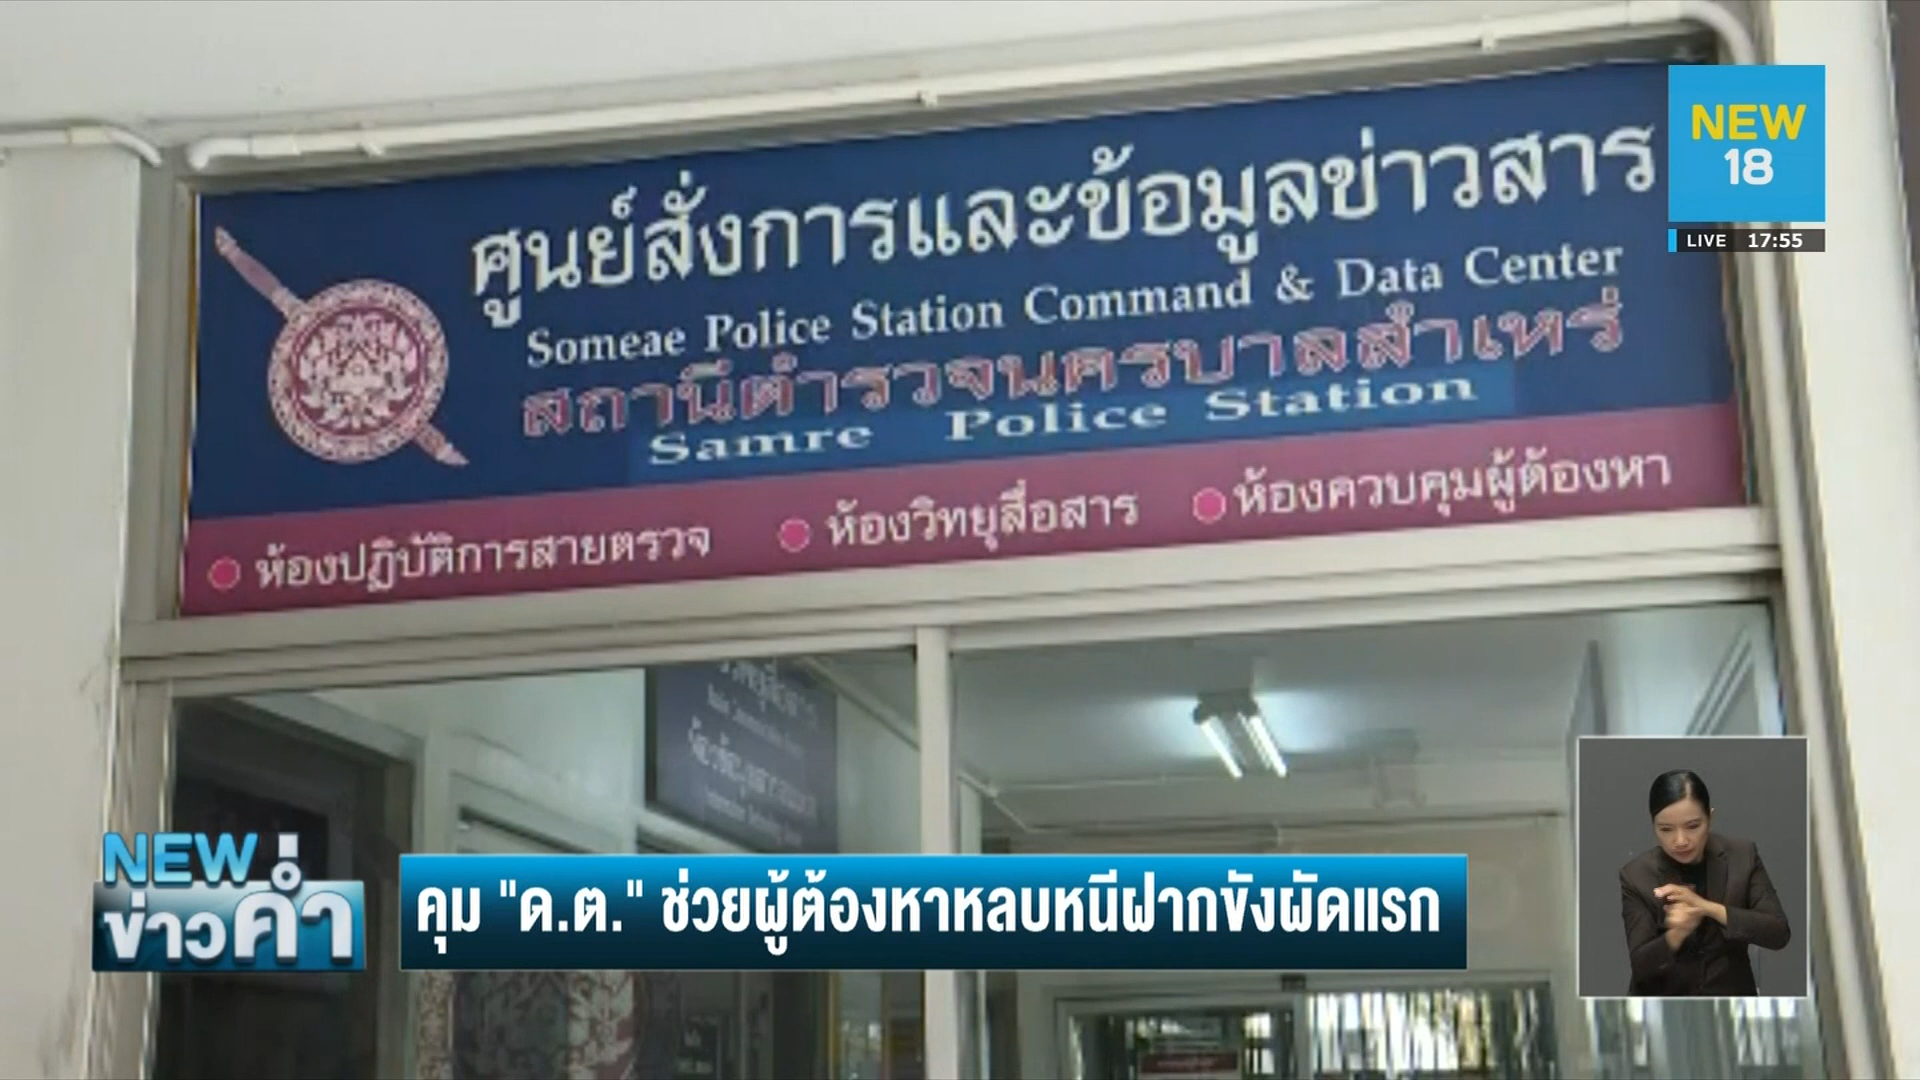 NEW
18
LIVE 17:55
ศูนย์สั่งการและข้อมูลข่าวสาร
Someae Police Station Command & Data Center
สถานีตำรวจนครบาลสำเหร่
Samre Police Station
ห้องปฏิบัติการสายตรวจ
ห้องวิทยุสื่อสาร
ห้องควบคุมผู้ต้องหา
NEW
ข่าวค่ำ
คุม "ด.ต." ช่วยผู้ต้องหาหลบหนีฝากขังผัดแรก